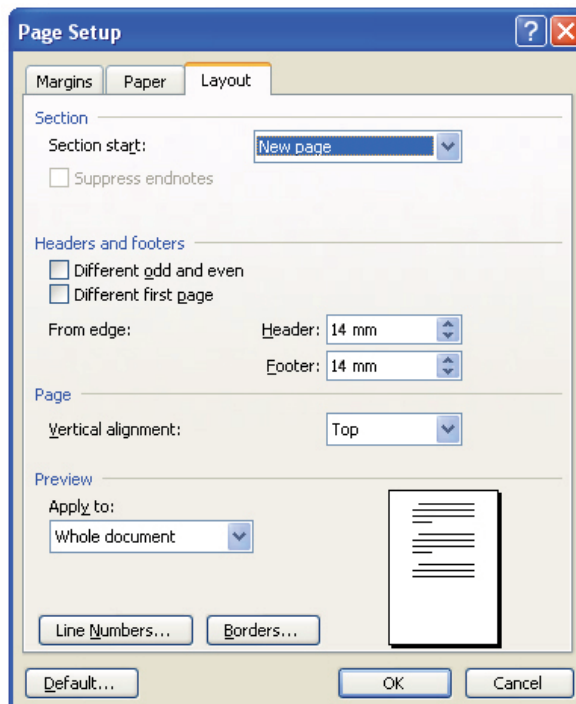 Page Setup
Margins Paper Layout
Section
Section start: New page
Suppress endnotes
Headers and footers
Different odd and even
Different first page
From edge: Header: 14 mm
Footer: 14 mm
Page
Vertical alignment: Top
Preview
Apply to:
Whole document
Line Numbers... Borders...
Default... OK Cancel